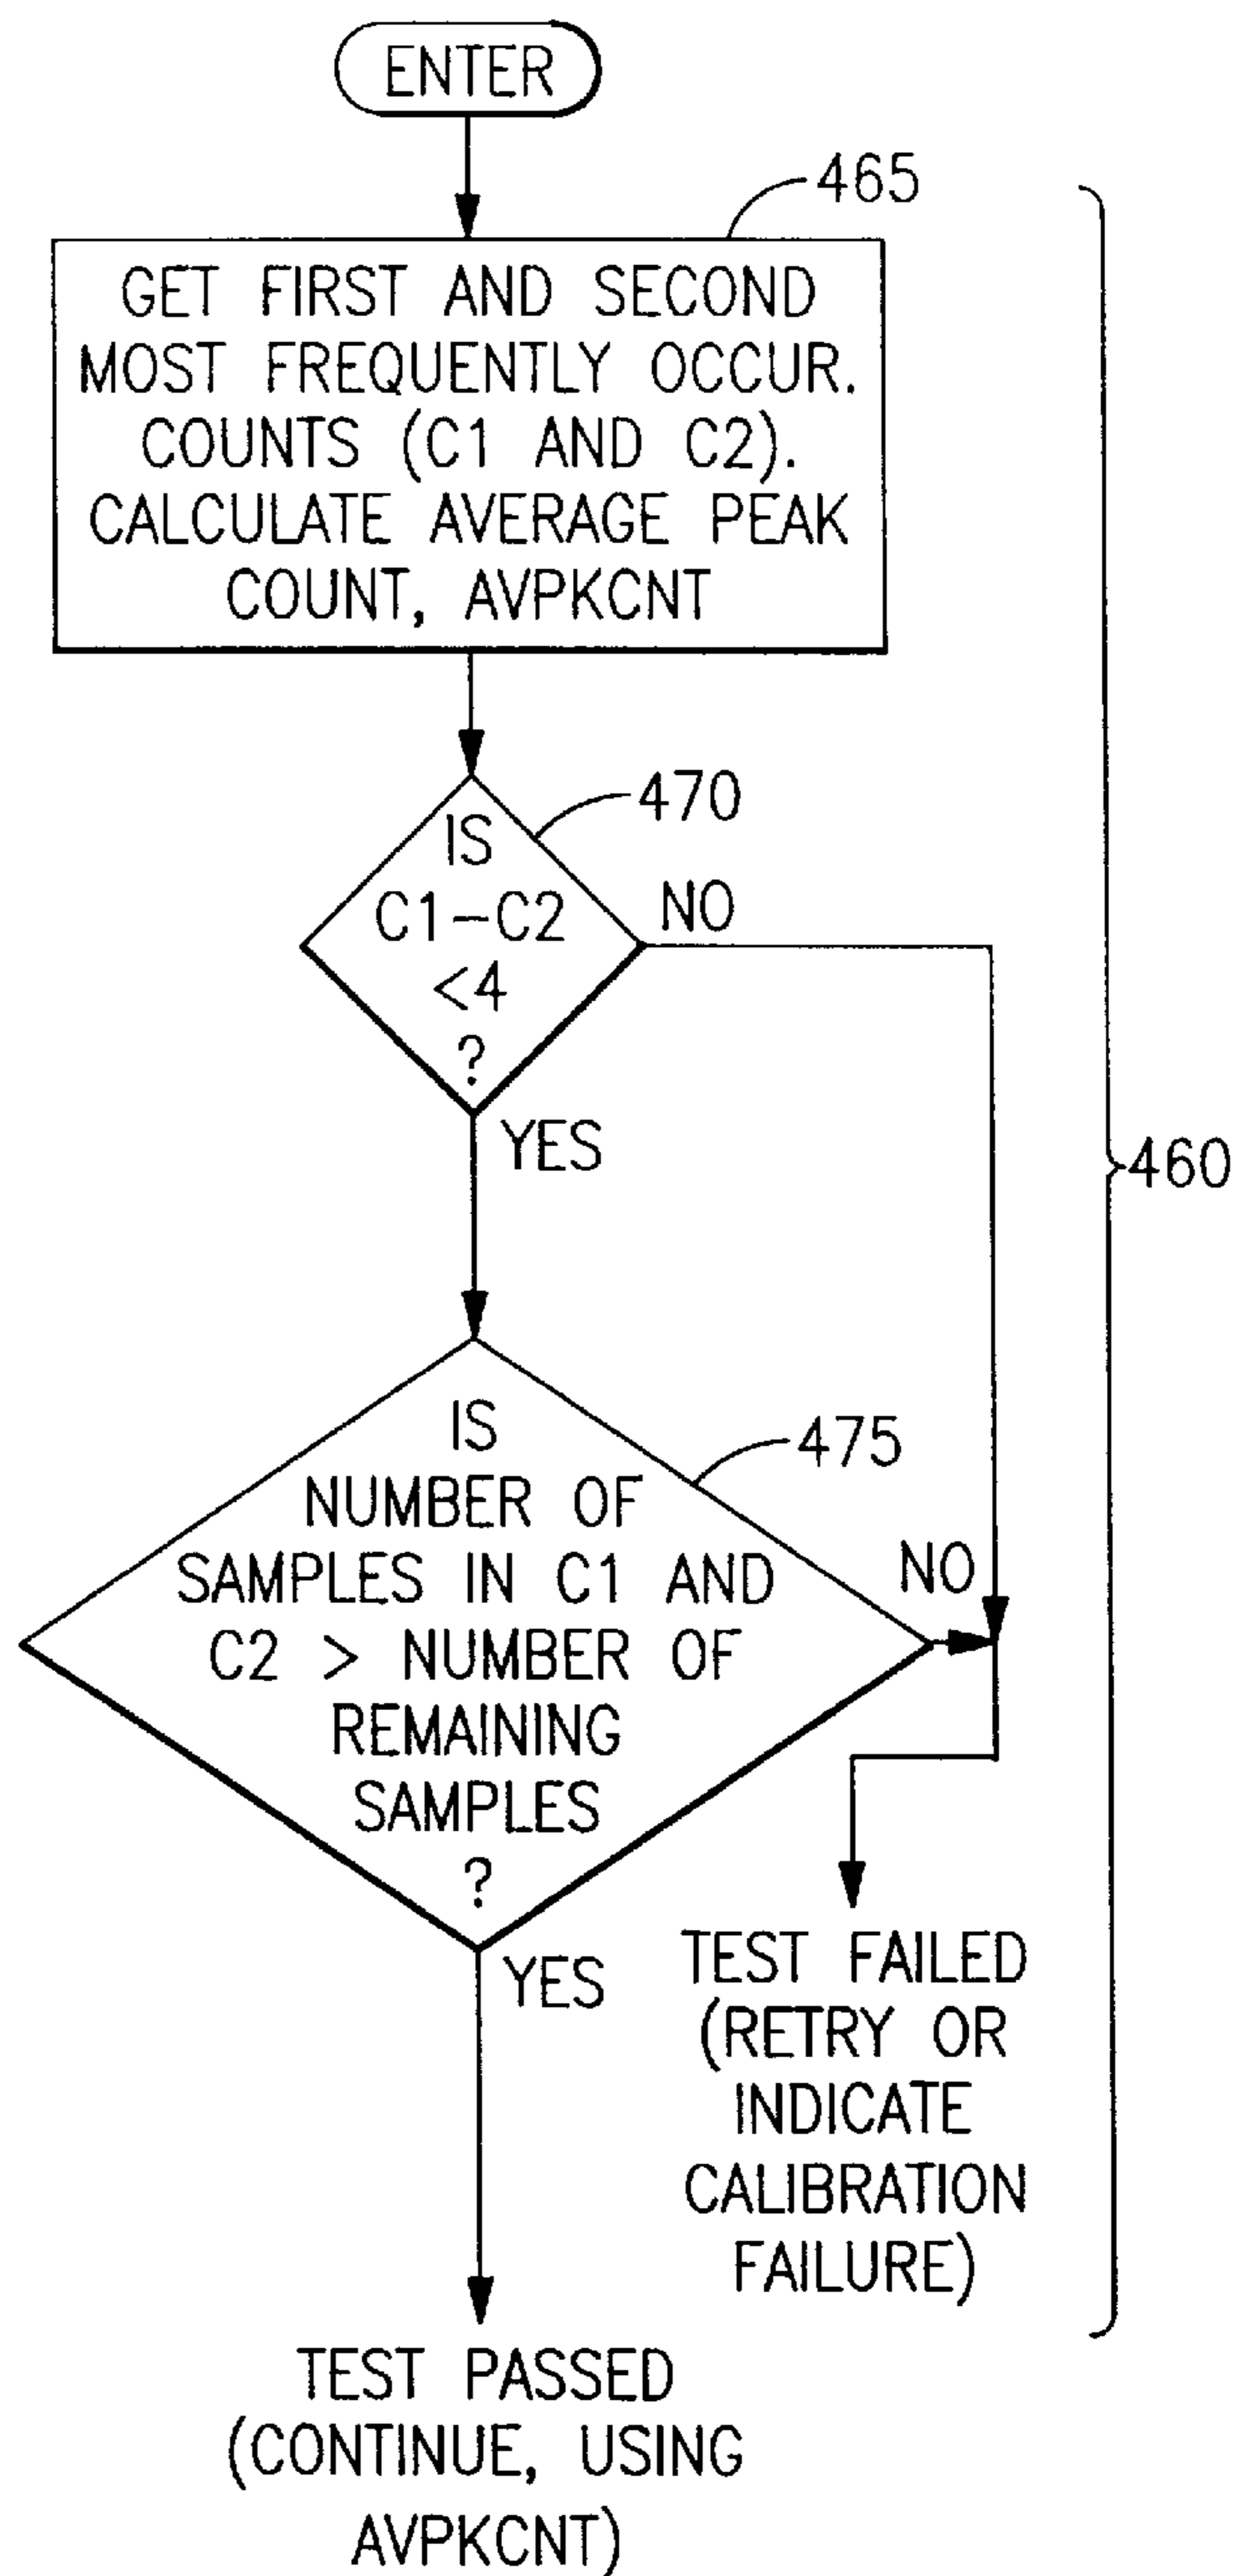 ENTER
465
GET FIRST AND SECOND
MOST FREQUENTLY OCCUR.
COUNTS (C1 AND C2).
CALCULATE AVERAGE PEAK
COUNT, AVPKCNT
470
IS
C1-C2
<4
?
NO
YES
460
475
IS
NUMBER OF
SAMPLES IN C1 AND
C2 > NUMBER OF
REMAINING
SAMPLES
?
NO
YES
TEST FAILED
(RETRY OR
INDICATE
CALIBRATION
FAILURE)
TEST PASSED
(CONTINUE, USING
AVPKCNT)